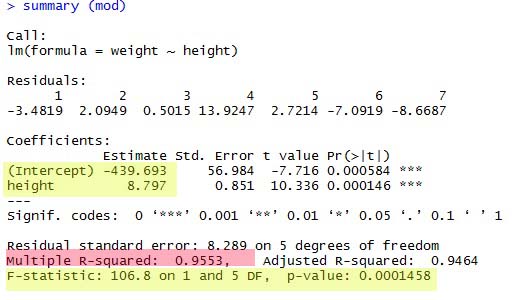 > summary (mod)
Call:
lm(formula = weight ~ height)
Residuals:
1 2 3 4 5 6 7
-3.4819 2.0949 0.5015 13.9247 2.7214 -7.0919 -8.6687
Coefficients:
Estimate Std. Error t value Pr(>|t|)
(Intercept) -439.693 56.984 -7.716 0.000584 ***
height 8.797 0.851 10.336 0.000146 ***
---
Signif. codes: 0 ‘***’ 0.001 ‘**’ 0.01 ‘*’ 0.05 ‘.’ 0.1 ‘ ’ 1
Residual standard error: 8.289 on 5 degrees of freedom
Multiple R-squared: 0.9553, Adjusted R-squared: 0.9464
F-statistic: 106.8 on 1 and 5 DF, p-value: 0.0001458